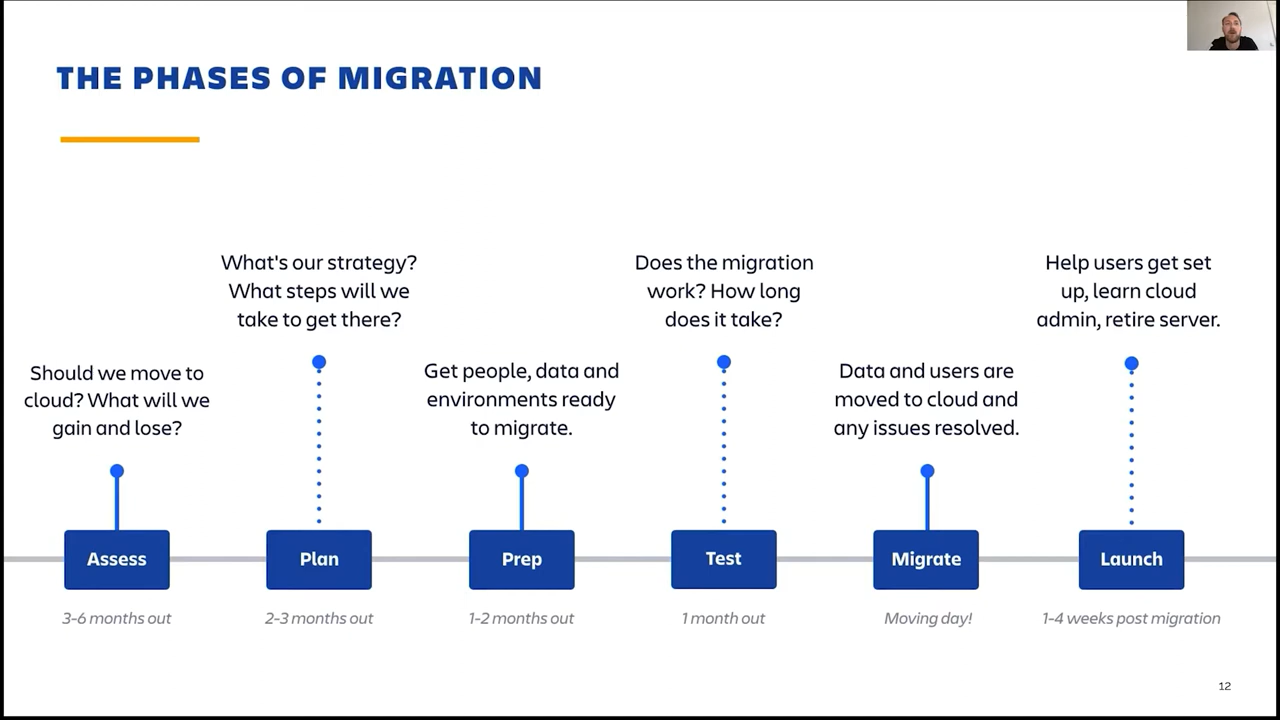 THE PHASES OF MIGRATION
Should we move to
cloud? What will we
gain and lose?
What's our strategy?
What steps will we
take to get there?
Get people, data and
environments ready
to migrate.
Does the migration
work? How long
does it take?
Data and users are
moved to cloud and
any issues resolved.
Help users get set
up, learn cloud
admin, retire server.
Assess
Plan
Prep
Test
Migrate
Launch
3-6 months out
2-3 months out
1-2 months out
1 month out
Moving day!
1-4 weeks post migration
12